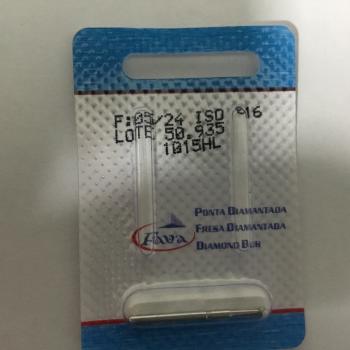 F:05/24 ISO 016
LOTE 50.935
1015HL
Fava
PONTA DIAMANTADA
FRESA DIAMANTADA
DIAMOND BUR